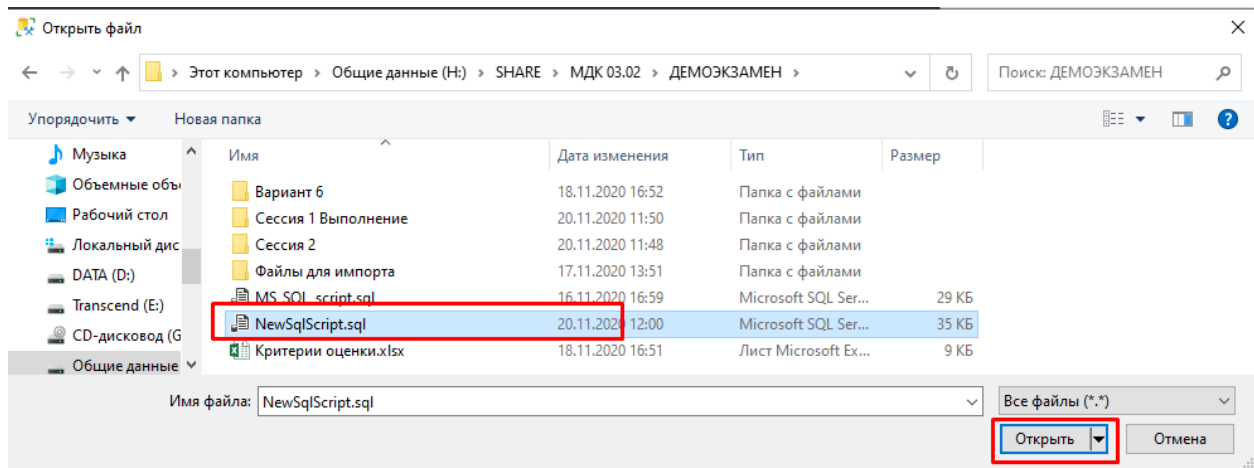 Открыть файл
Этот компьютер > Общие данные (H:) > SHARE > МДК 03.02 > ДЕМОЭКЗАМЕН >
Поиск: ДЕМОЭКЗАМЕН
Упорядочить Новая папка
Имя Дата изменения Тип Размер
Музыка
Объемные объ
Рабочий стол
Локальный дис
DATA (D:)
Transcend (E:)
CD-дисковод (G
Общие данные
Вариант 6 18.11.2020 16:52 Папка с файлами
Сессия 1 Выполнение 20.11.2020 11:50 Папка с файлами
Сессия 2 20.11.2020 11:48 Папка с файлами
Файлы для импорта 17.11.2020 13:51 Папка с файлами
MS_SQL_script.sql 16.11.2020 16:59 Microsoft SQL Ser... 29 КБ
NewSqlScript.sql 20.11.2020 12:00 Microsoft SQL Ser... 35 КБ
Критерии оценки.xlsx 18.11.2020 16:51 Лист Microsoft Ex... 9 КБ
Имя файла: NewSqlScript.sql
Все файлы (*.*)
Открыть Отмена